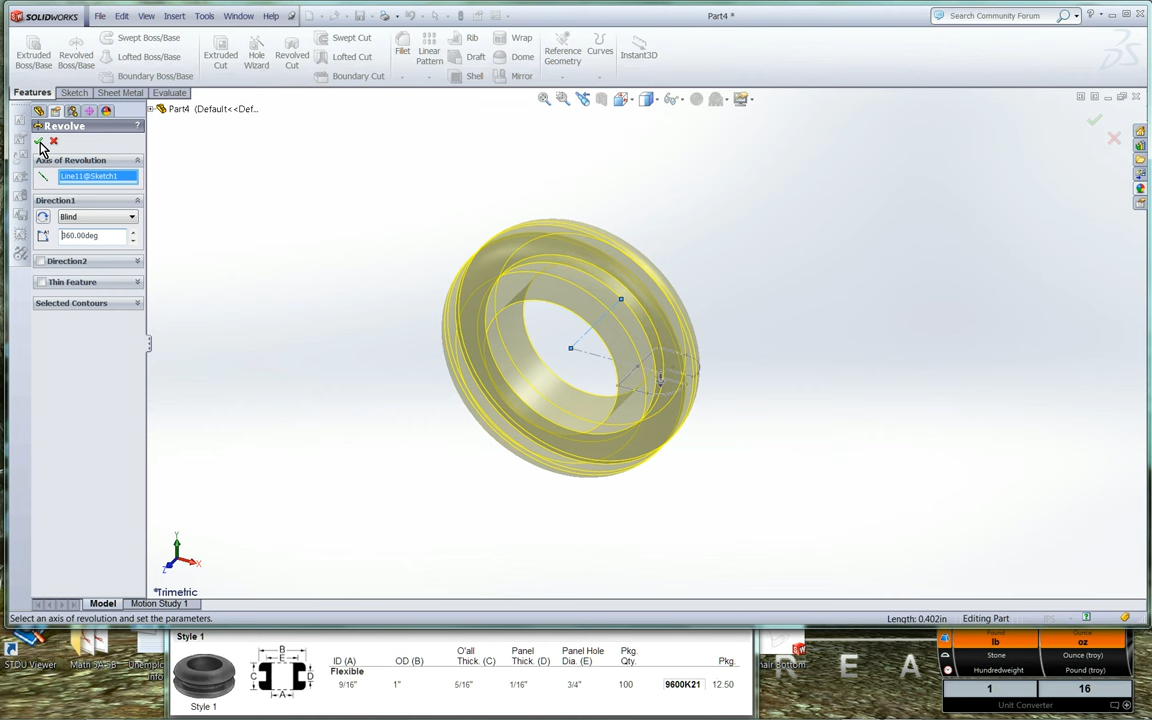 SOLIDWORKS File Edit View Insert Tools Window Help Part4 * Search Community Forum
Extruded Boss/Base Revolved Boss/Base Swept Boss/Base Lofted Boss/Base Boundary Boss/Base Extruded Cut Hole Wizard Revolved Cut Swept Cut Lofted Cut Boundary Cut Fillet Linear Pattern Rib Draft Shell Wrap Dome Mirror Reference Geometry Curves Instant3D
Features Sketch Sheet Metal Evaluate
Part4 (Default<<Def...
Revolve ?
Axis of Revolution
Line11@Sketch1
Direction1
Blind
360.00deg
Direction2
Thin Feature
Selected Contours
Y
X
Z
*Trimetric
Model Motion Study 1
Select an axis of revolution and set the parameters. Length: 0.402in Editing Part IPS
STDU Viewer
Style 1
B
E
C
D
A
Style 1
ID (A) OD (B) O'all Thick. (C) Panel Thick. (D) Panel Hole Dia. (E) Pkg. Qty. Pkg.
Flexible
9/16" 1" 5/16" 1/16" 3/4" 100 9600K21 12.50
hair Bottom
E A
Pound lb Ounce oz
Stone Ounce (troy)
Hundredweight Pound (troy)
1 16
Unit Converter